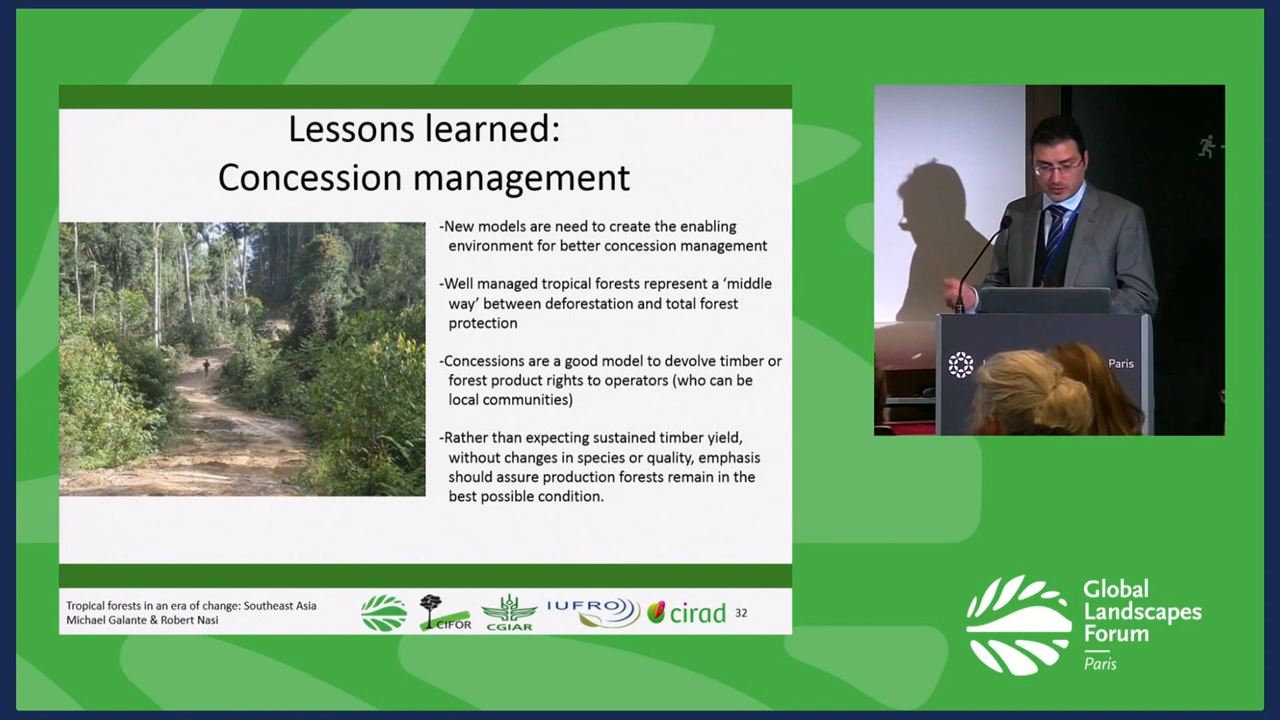 Lessons learned:
Concession management
-New models are need to create the enabling
environment for better concession management
-Well managed tropical forests represent a ‘middle
way’ between deforestation and total forest
protection
-Concessions are a good model to devolve timber or
forest product rights to operators (who can be
local communities)
-Rather than expecting sustained timber yield,
without changes in species or quality, emphasis
should assure production forests remain in the
best possible condition.
Tropical forests in an era of change: Southeast Asia
Michael Galante & Robert Nasi
CIFOR
CGIAR
IUFRO
cirad
32
Paris
Global
Landscapes
Forum
Paris